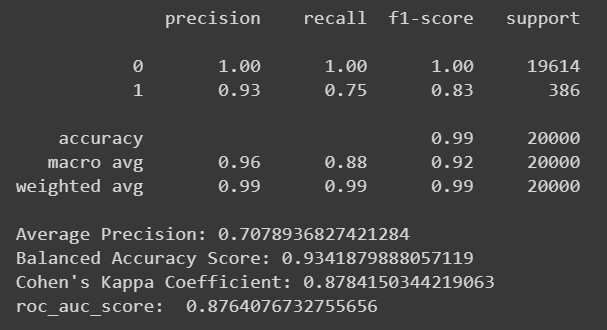 precision recall f1-score support
0 1.00 1.00 1.00 19614
1 0.93 0.75 0.83 386
accuracy 0.99 20000
macro avg 0.96 0.88 0.92 20000
weighted avg 0.99 0.99 0.99 20000
Average Precision: 0.7078936827421284
Balanced Accuracy Score: 0.9341879888057119
Cohen's Kappa Coefficient: 0.8784150344219063
roc_auc_score: 0.8764076732755656